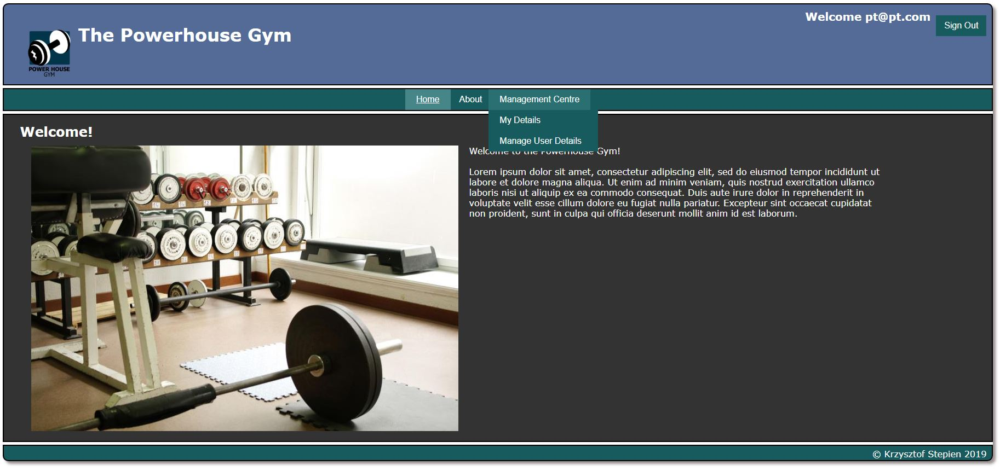 Welcome pt@pt.com
Sign Out
The Powerhouse Gym
POWER HOUSE
GYM
Home
About
Management Centre
My Details
Manage User Details
Welcome!
Welcome to the Powerhouse Gym!
Lorem ipsum dolor sit amet, consectetur adipiscing elit, sed do eiusmod tempor incididunt ut
labore et dolore magna aliqua. Ut enim ad minim veniam, quis nostrud exercitation ullamco
laboris nisi ut aliquip ex ea commodo consequat. Duis aute irure dolor in reprehenderit in
voluptate velit esse cillum dolore eu fugiat nulla pariatur. Excepteur sint occaecat cupidatat
non proident, sunt in culpa qui officia deserunt mollit anim id est laborum.
14
14
12
© Krzysztof Stepien 2019